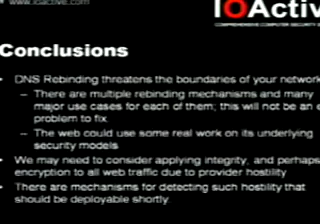 www.ioactive.com
IOActiv
COMPREHENSIVE COMPUTER SECURITY S
Conclusions
• DNS Rebinding threatens the boundaries of your network
– There are multiple rebinding mechanisms and many
major use cases for each of them; this will not be an e
problem to fix
– The web could use some real work on its underlying
security models
• We may need to consider applying integrity, and perhaps
encryption to all web traffic due to provider hostility
• There are mechanisms for detecting such hostility that
should be deployable shortly.